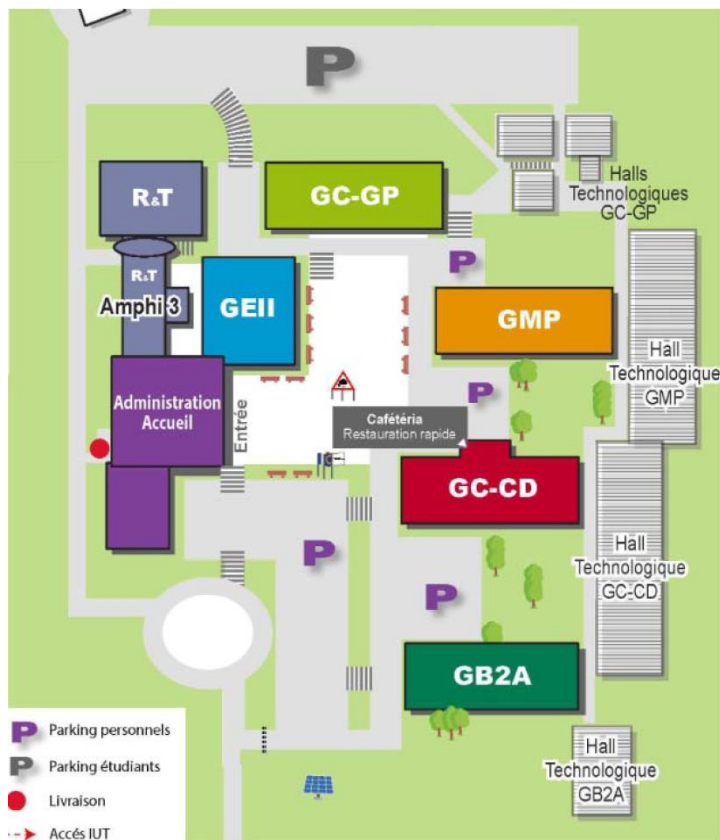 P
R&T
GC-GP
Halls
Technologiques
GC-GP
R&T
Amphi 3
GEII
P
GMP
Hall
Technologique
GMP
Administration
Accueil
Entrée
P
Cafétéria
Restauration rapide
GC-CD
P
Hall
Technologique
GC-CD
P
GB2A
Hall
Technologique
GB2A
P Parking personnels
P Parking étudiants
Livraison
Accés IUT